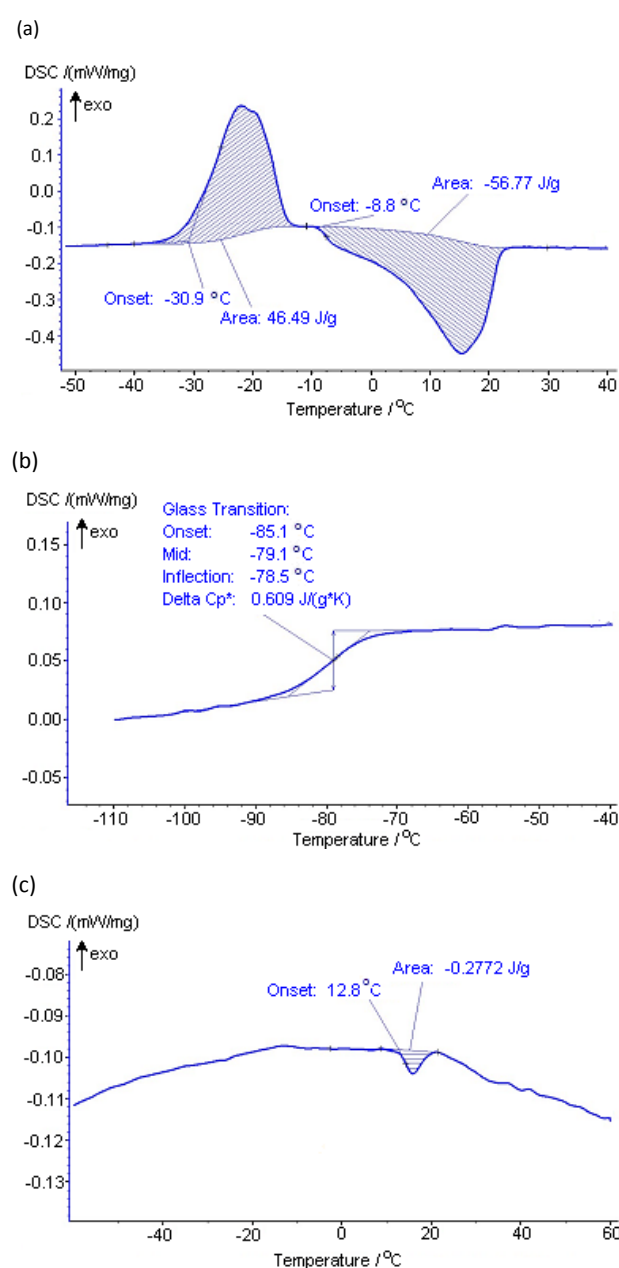 (a)
DSC /(mW/mg)
exo
0.2
0.1
0.0
-0.1
-0.2
-0.3
-0.4
Area: -56.77 J/g
Onset: -8.8 °C
Onset: -30.9 °C
Area: 46.49 J/g
-50 -40 -30 -20 -10 0 10 20 30 40
Temperature /°C
(b)
DSC /(mW/mg)
exo
Glass Transition:
Onset: -85.1 °C
Mid: -79.1 °C
Inflection: -78.5 °C
Delta Cp*: 0.609 J/(g*K)
0.15
0.10
0.05
0.00
-0.05
-110 -100 -90 -80 -70 -60 -50 -40
Temperature /°C
(c)
DSC /(mW/mg)
exo
Area: -0.2772 J/g
Onset: 12.8°C
-0.08
-0.09
-0.10
-0.11
-0.12
-0.13
-40 -20 0 20 40 60
Temperature /°C